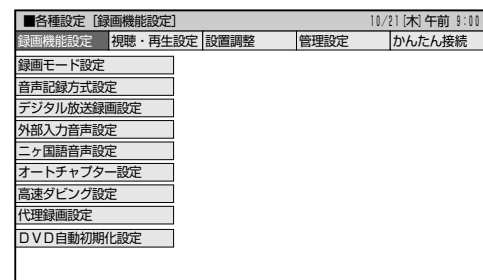 ■各種設定［録画機能設定］ 10/21［木］午前 9:00
録画機能設定 視聴・再生設定 設置調整 管理設定 かんたん接続
録画モード設定
音声記録方式設定
デジタル放送録画設定
外部入力音声設定
二ヶ国語音声設定
オートチャプター設定
高速ダビング設定
代理録画設定
ＤＶＤ自動初期化設定